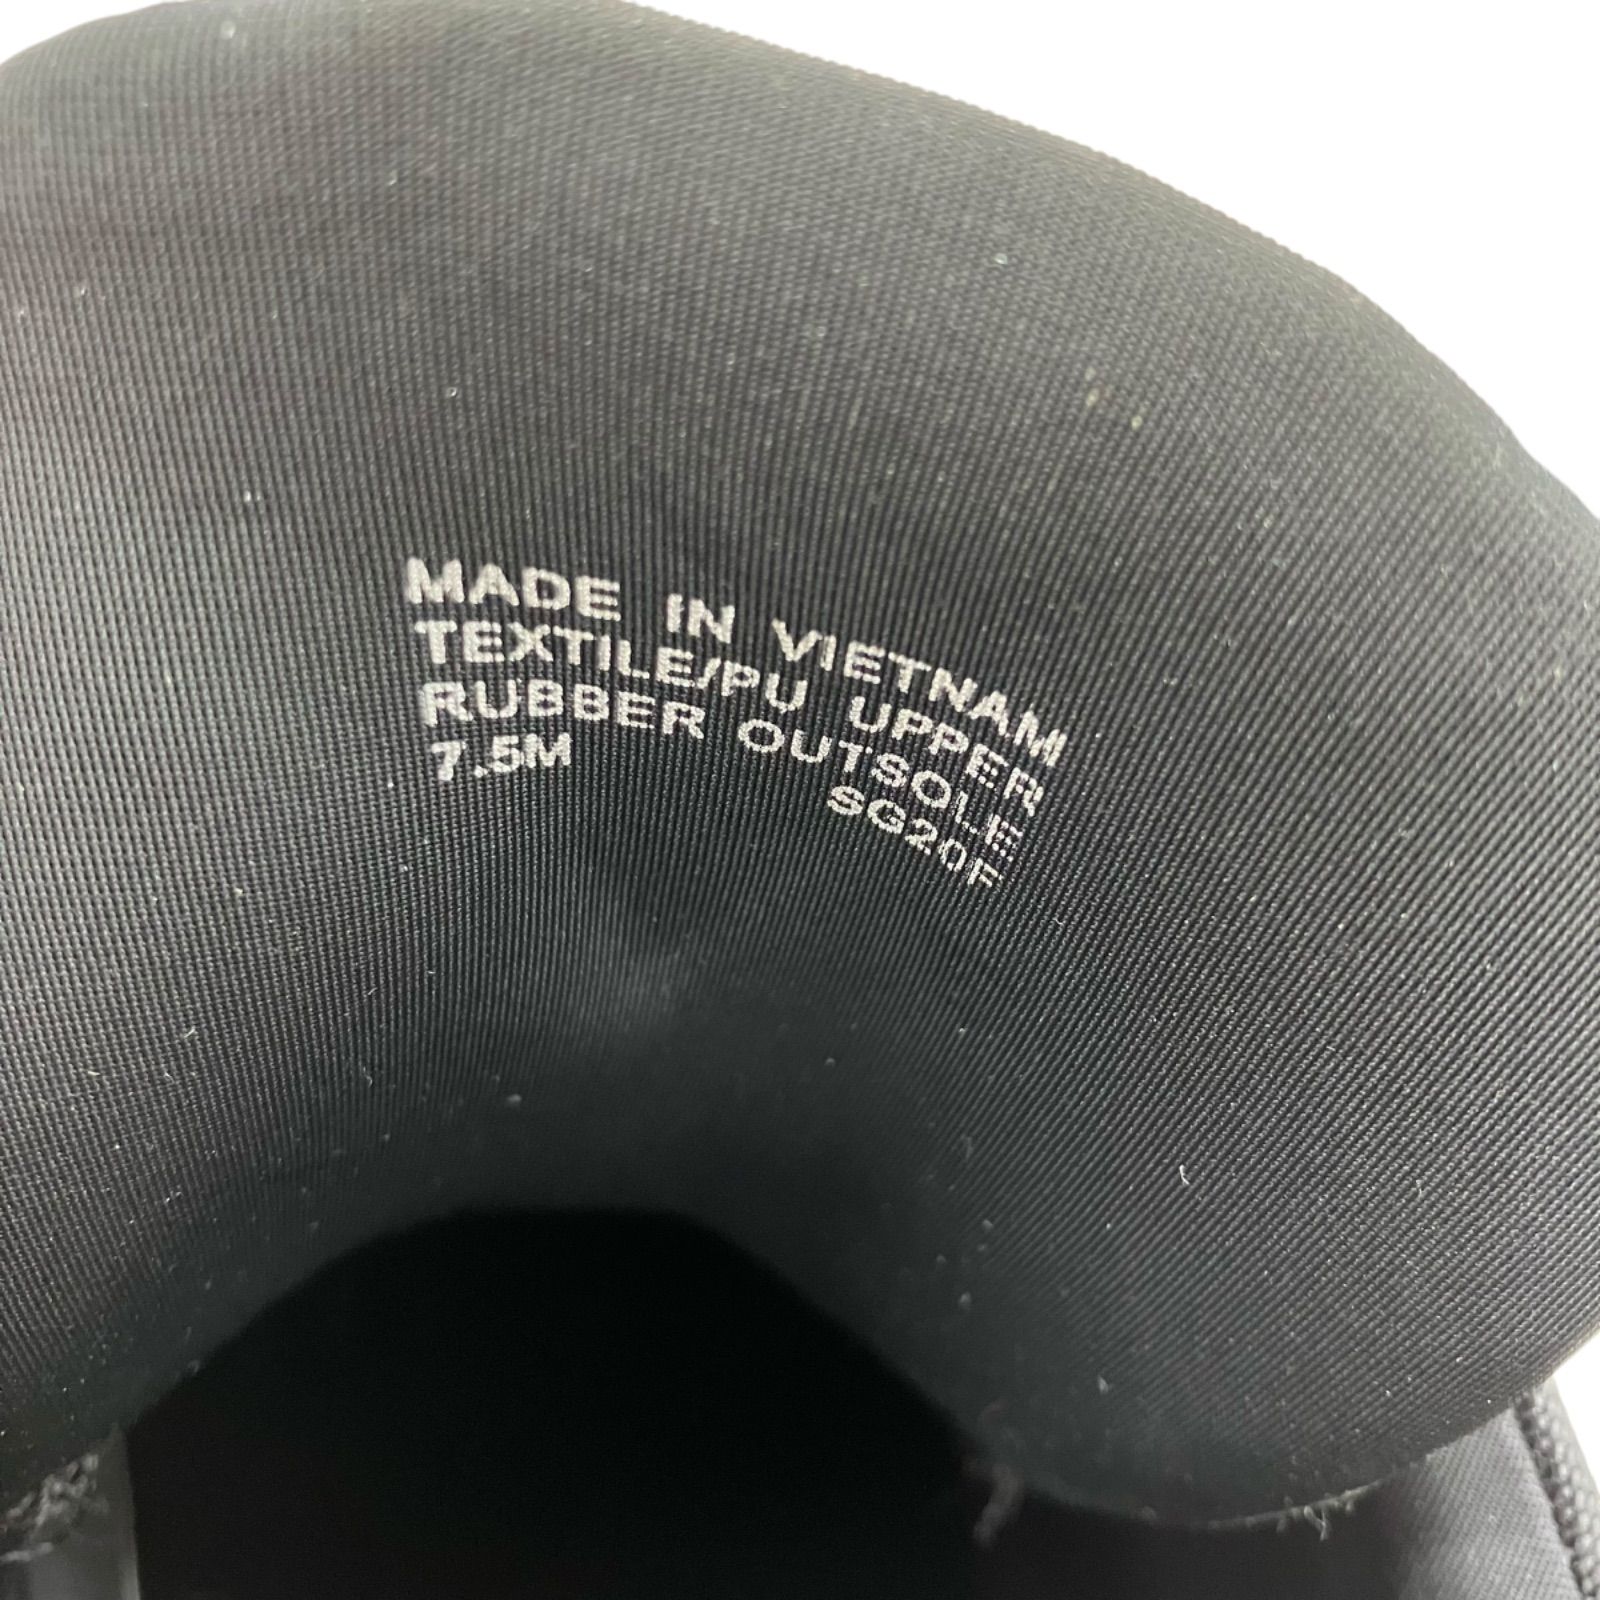 MADE IN VIETNAM
TEXTILE/PU UPPER
RUBBER OUTSOLE
7.5M SG20F